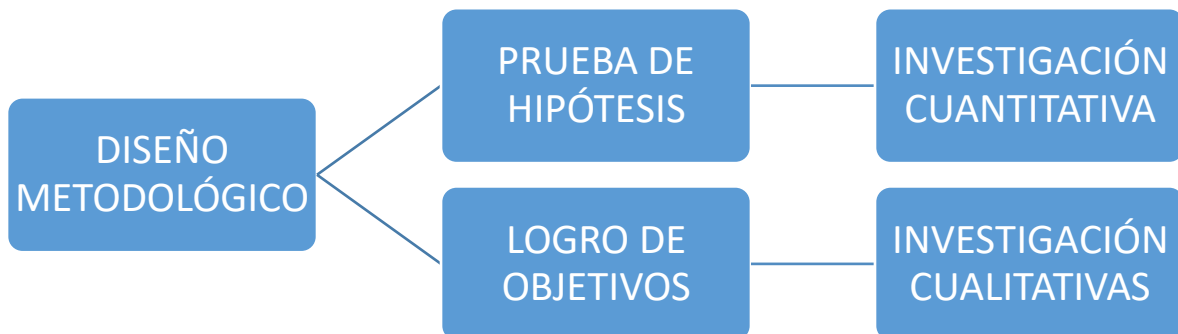 DISEÑO
METODOLÓGICO
PRUEBA DE
HIPÓTESIS
INVESTIGACIÓN
CUANTITATIVA
LOGRO DE
OBJETIVOS
INVESTIGACIÓN
CUALITATIVAS